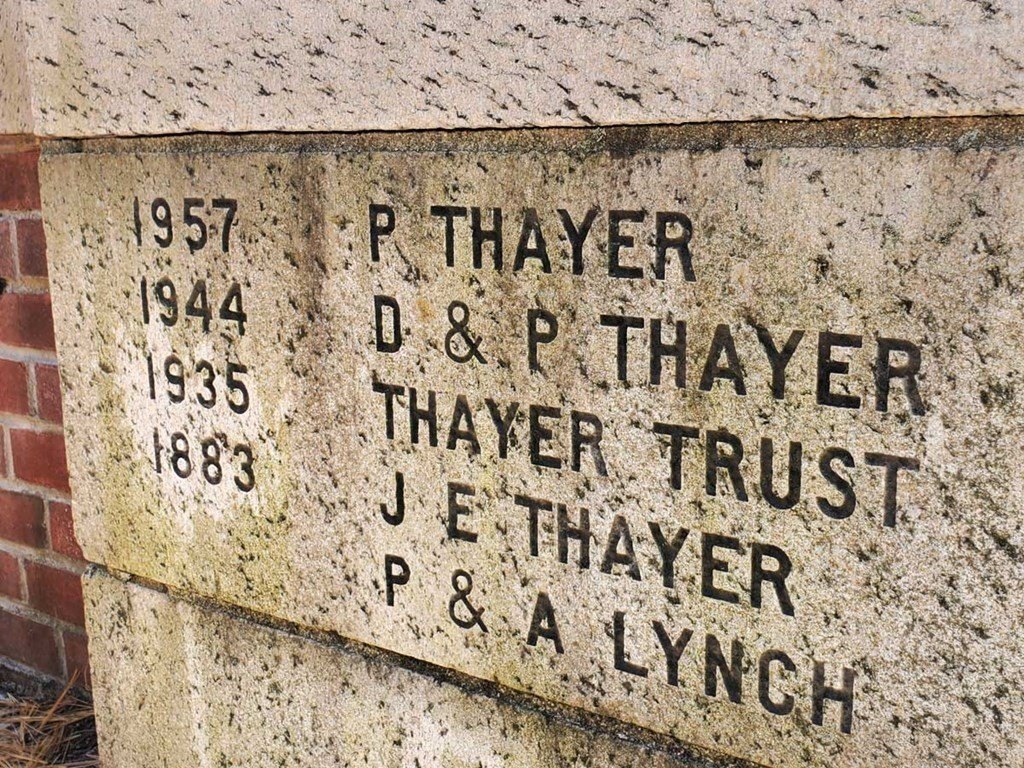 1957 P THAYER
1944 D & P THAYER
1935 THAYER TRUST
1883 J E THAYER
P & A LYNCH